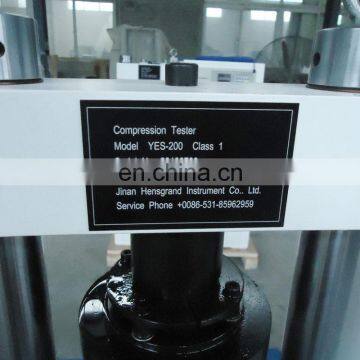 Compression Tester
Model YES-200 Class 1
es.china.cn
Jinan Hensgrand Instrument Co.. Ltd.
Service Phone +0086-531-85962959